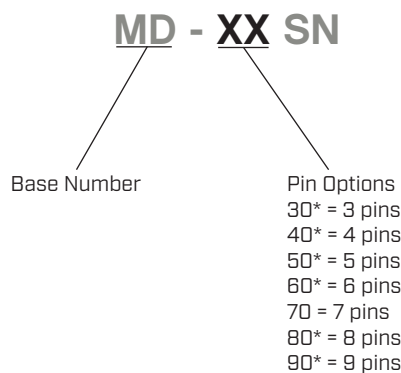 MD - XX SN
Base Number
Pin Options
30* = 3 pins
40* = 4 pins
50* = 5 pins
60* = 6 pins
70 = 7 pins
80* = 8 pins
90* = 9 pins